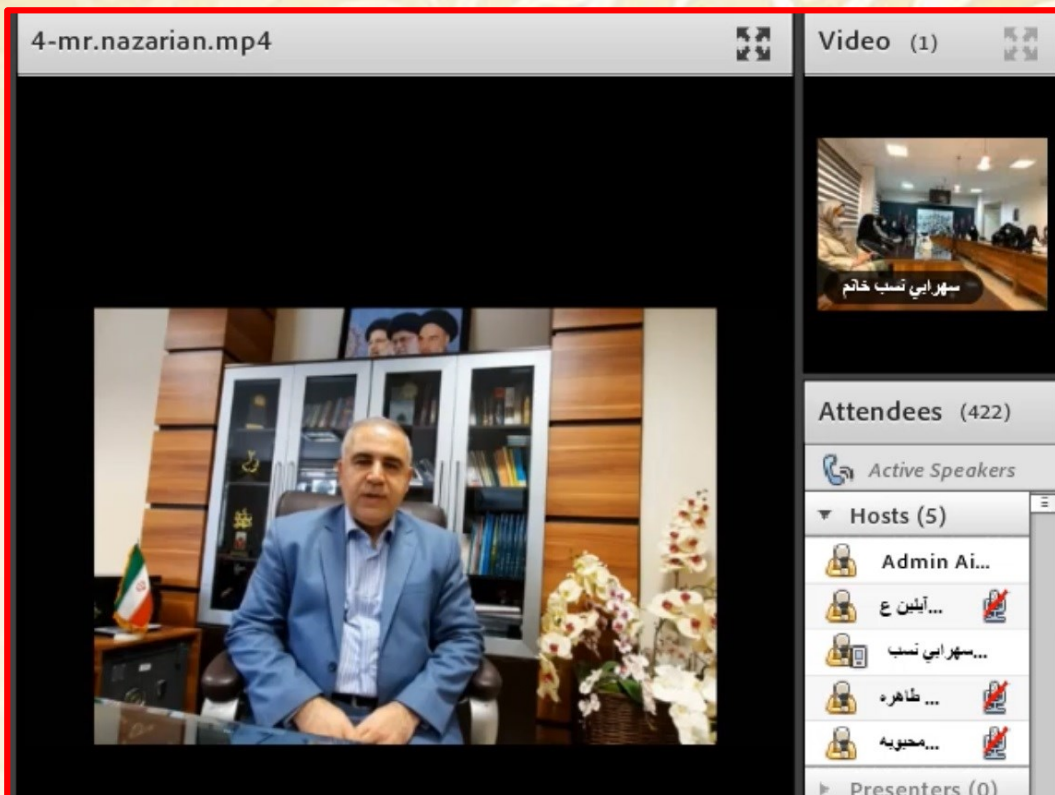 4-mr.nazarian.mp4
Video (1)
سهرابي نسب خانم
Attendees (422)
Active Speakers
Hosts (5)
Admin Ai...
آيلين ع...
سهرابي نسب...
طاهره ...
محبوبه...
Presenters (0)